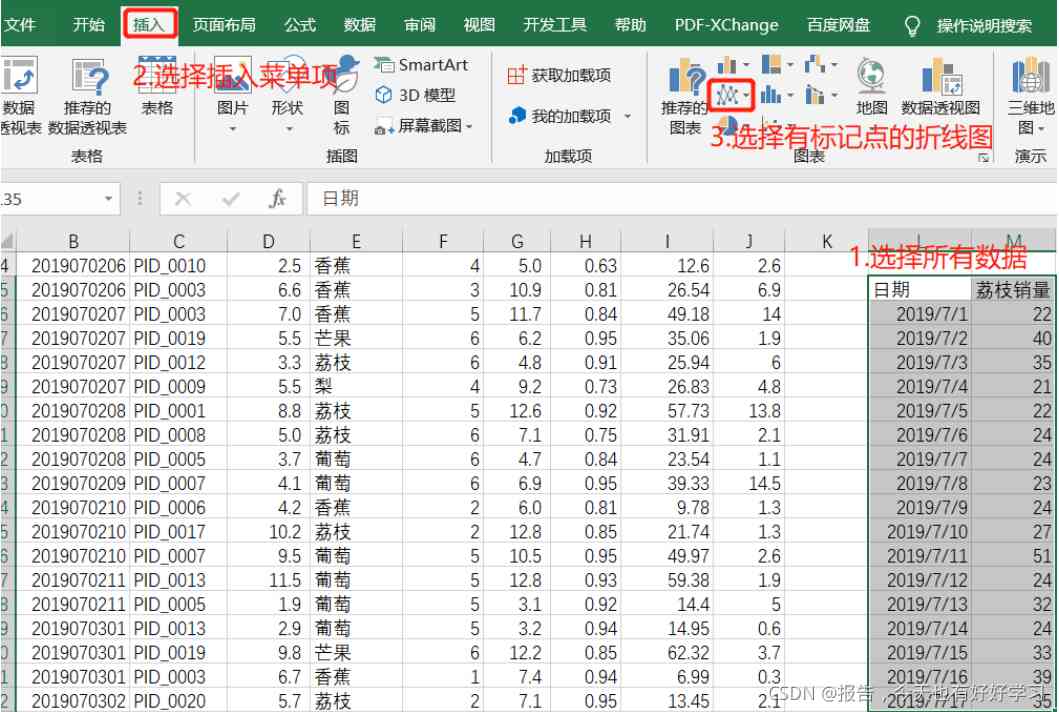 文件 开始 插入 页面布局 公式 数据 审阅 视图 开发工具 帮助 PDF-XChange 百度网盘 操作说明搜索
2.选择插入菜单项
SmartArt
3D 模型
屏幕截图
获取加载项
我的加载项
数据
透视表
推荐的
数据透视表
表格
图片
形状
图
标
推荐的
图表
地图
数据透视图
三维地
图
3.选择有标记点的折线图
表格 插图 加载项 图表 演示
.35 fx 日期
B C D E F G H I J K L M
1.选择所有数据
4 2019070206 PID_0010 2.5 香蕉 4 5.0 0.63 12.6 2.6
5 2019070206 PID_0003 6.6 香蕉 3 10.9 0.81 26.54 6.9 日期 荔枝销量
6 2019070207 PID_0003 7.0 香蕉 5 11.7 0.84 49.18 14 2019/7/1 22
7 2019070207 PID_0019 5.5 芒果 6 6.2 0.95 35.06 1.9 2019/7/2 40
8 2019070207 PID_0012 3.3 荔枝 6 4.8 0.91 25.94 6 2019/7/3 35
9 2019070207 PID_0009 5.5 梨 4 9.2 0.73 26.83 4.8 2019/7/4 21
0 2019070208 PID_0001 8.8 荔枝 5 12.6 0.92 57.73 13.8 2019/7/5 22
1 2019070208 PID_0008 5.0 荔枝 6 7.1 0.75 31.91 2.1 2019/7/6 24
2 2019070208 PID_0005 3.7 葡萄 6 4.7 0.84 23.54 1.1 2019/7/7 24
3 2019070209 PID_0007 4.1 葡萄 6 6.9 0.95 39.33 14.5 2019/7/8 23
4 2019070210 PID_0006 4.2 香蕉 2 6.0 0.81 9.78 1.3 2019/7/9 24
5 2019070210 PID_0017 10.2 荔枝 2 12.8 0.85 21.74 1.3 2019/7/10 27
6 2019070210 PID_0007 9.5 葡萄 5 10.5 0.95 49.97 2.6 2019/7/11 51
7 2019070211 PID_0013 11.5 葡萄 5 12.8 0.93 59.38 1.9 2019/7/12 24
8 2019070211 PID_0005 1.9 葡萄 5 3.1 0.92 14.4 5 2019/7/13 32
9 2019070301 PID_0013 2.9 葡萄 5 3.2 0.94 14.95 0.6 2019/7/14 24
0 2019070301 PID_0019 9.8 芒果 6 12.2 0.85 62.32 3.7 2019/7/15 33
1 2019070301 PID_0003 6.7 香蕉 1 7.4 0.94 6.99 0.3 2019/7/16 39
2 2019070302 PID_0020 5.7 荔枝 2 7.1 0.95 13.45 2.1 2019/7/17 35
CSDN @报告，今天也有好好学习